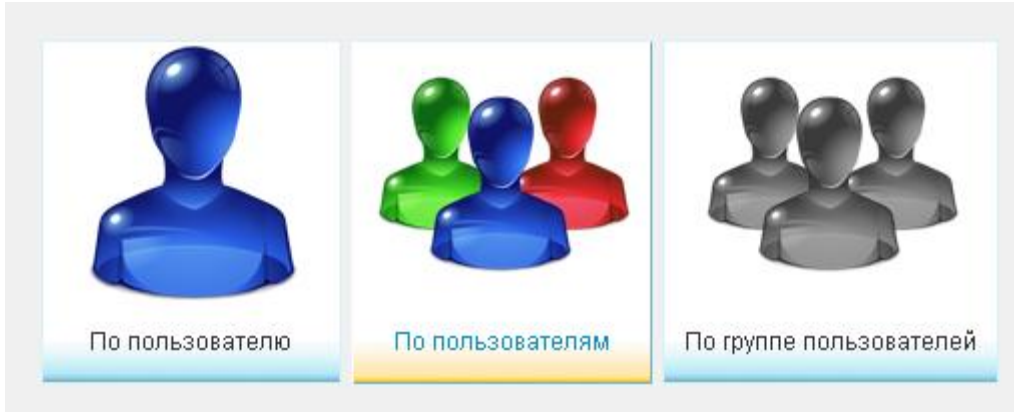 По пользователю
По пользователям
По группе пользователей